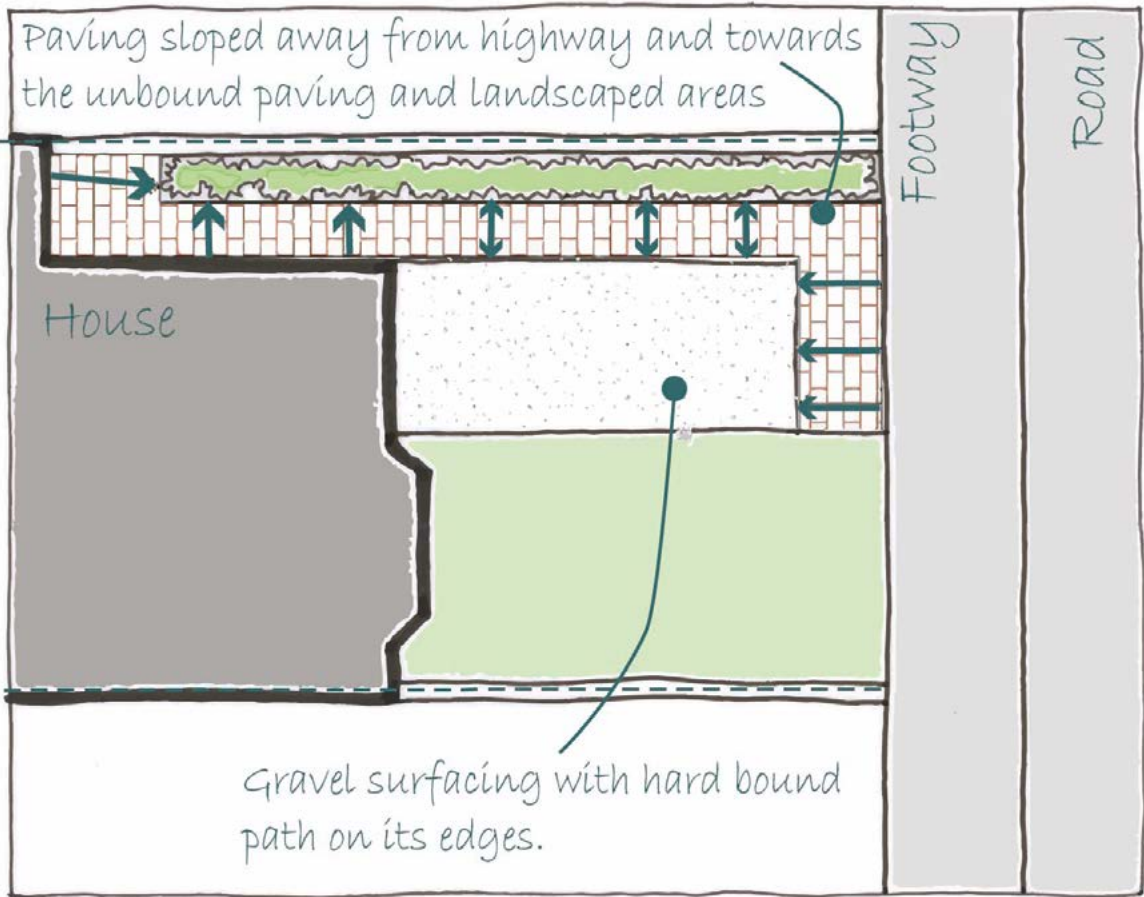 Paving sloped away from highway and towards
the unbound paving and landscaped areas
Footway
Road
House
Gravel surfacing with hard bound
path on its edges.